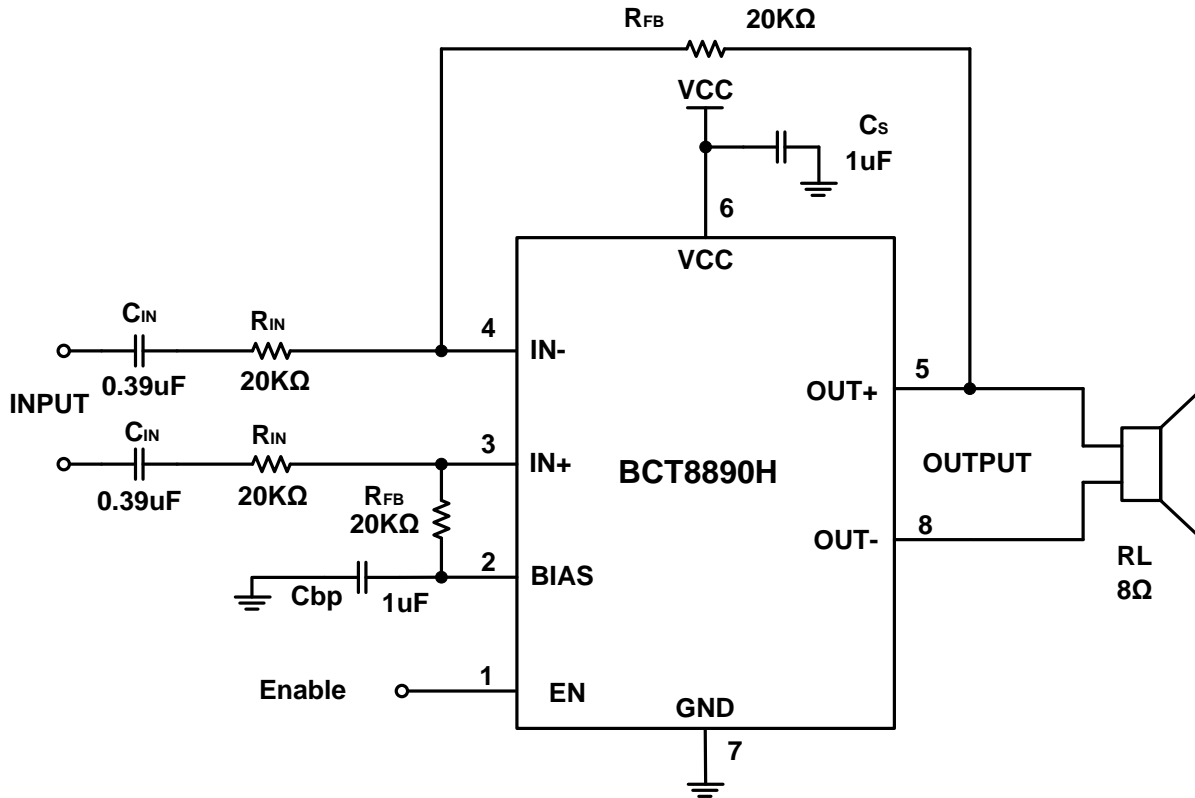 RFB 20KΩ
VCC
CS
1uF
6
VCC
CIN
RIN
4
IN-
0.39uF
20KΩ
INPUT
5
OUT+
CIN
RIN
3
IN+
0.39uF
20KΩ
RFB
20KΩ
BCT8890H
OUTPUT
8
OUT-
2
BIAS
Cbp
1uF
RL
8Ω
Enable
1
EN
GND
7